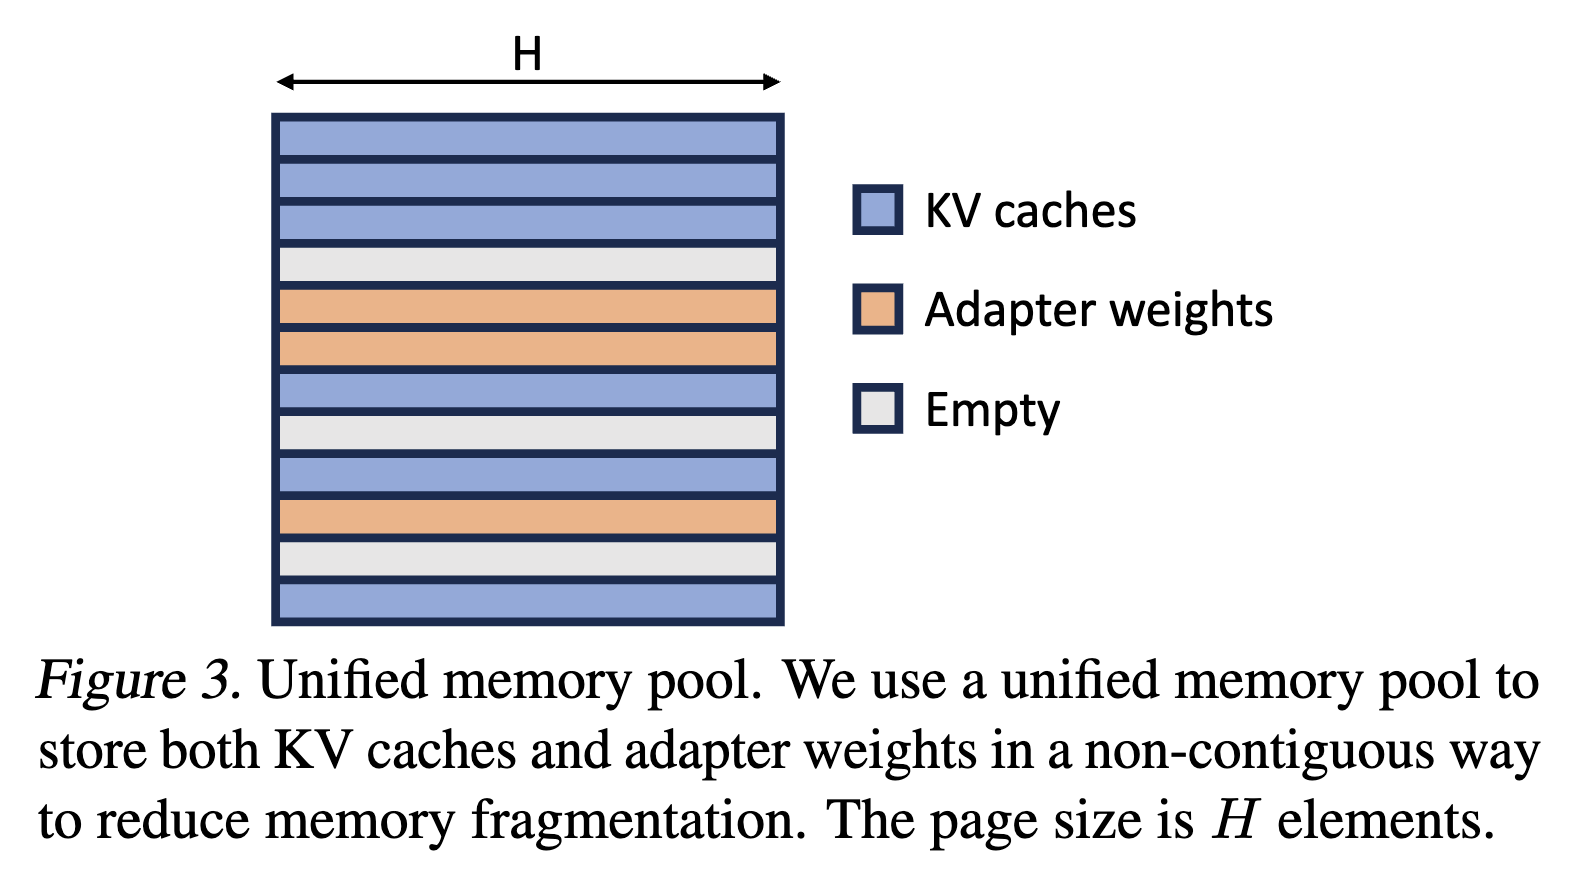 H
KV caches
Adapter weights
Empty
Figure 3. Unified memory pool. We use a unified memory pool to
store both KV caches and adapter weights in a non-contiguous way
to reduce memory fragmentation. The page size is H elements.